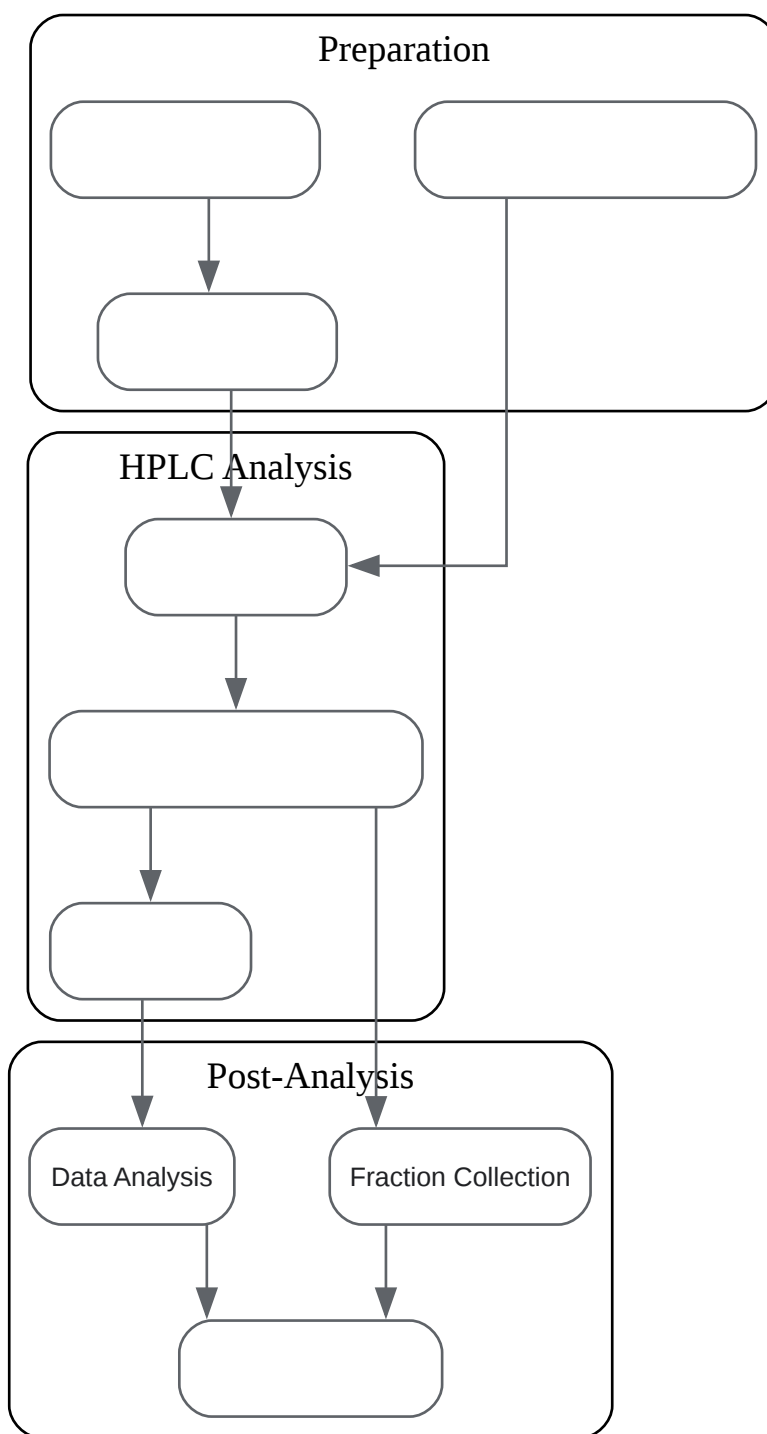 Preparation
HPLC Analysis
Post-Analysis
Data Analysis
Fraction Collection